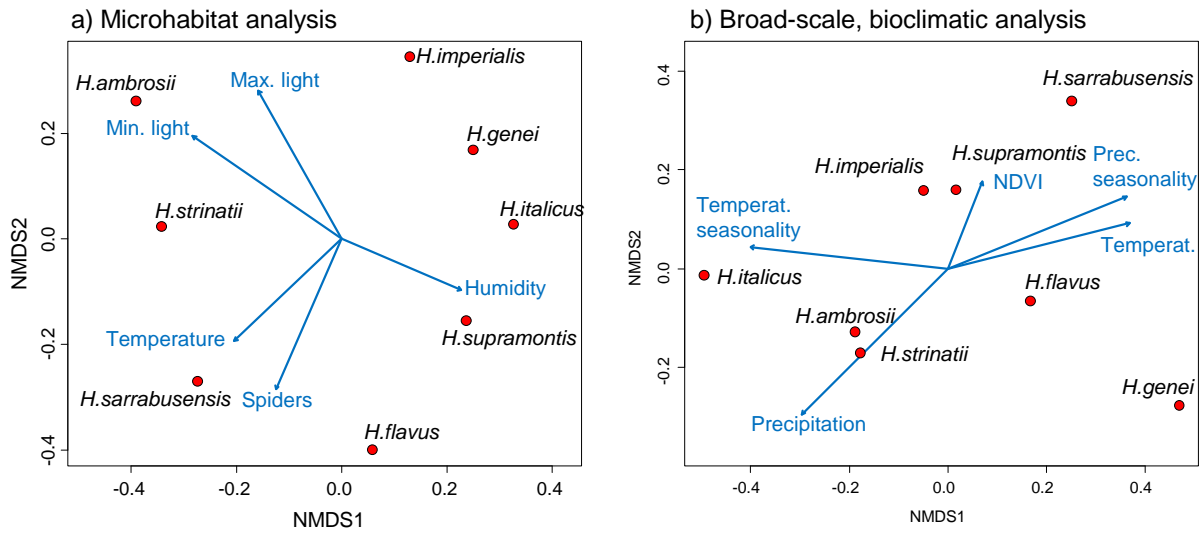 a) Microhabitat analysis
H.imperialis
H.ambrosii
Max. light
Min. light
H.genei
H.strinatii
H.italicus
Humidity
H.supramontis
Temperature
H.sarrabusensis
Spiders
H.flavus
NMDS2
0.2
0.0
-0.2
-0.4
-0.4
-0.2
0.0
0.2
0.4
NMDS1
b) Broad-scale, bioclimatic analysis
H.sarrabusensis
H.imperialis
H.supramontis
NDVI
Prec.
seasonality
Temperat.
seasonality
Temperat.
H.italicus
H.flavus
H.ambrosii
H.strinatii
H.genei
Precipitation
NMDS2
0.4
0.2
0.0
-0.2
-0.4
-0.2
0.0
0.2
0.4
NMDS1